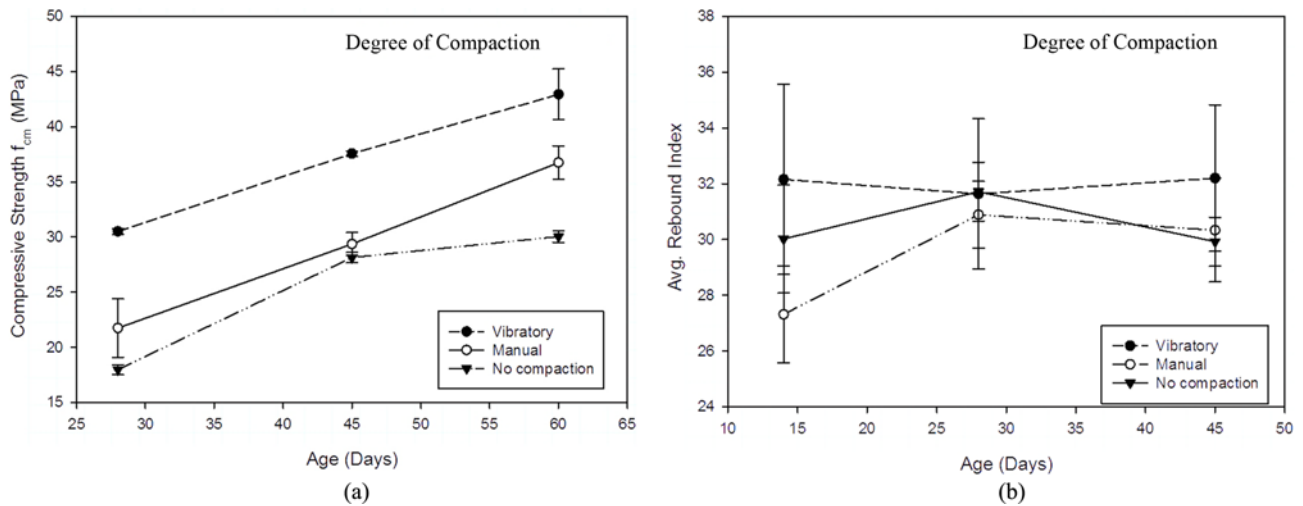 Degree of Compaction
Compressive Strength f_cm (MPa)
50
45
40
35
30
25
20
15
25 30 35 40 45 50 55 60 65
Age (Days)
Vibratory
Manual
No compaction
(a)
Degree of Compaction
Avg. Rebound Index
38
36
34
32
30
28
26
24
10 15 20 25 30 35 40 45 50
Age (Days)
Vibratory
Manual
No compaction
(b)